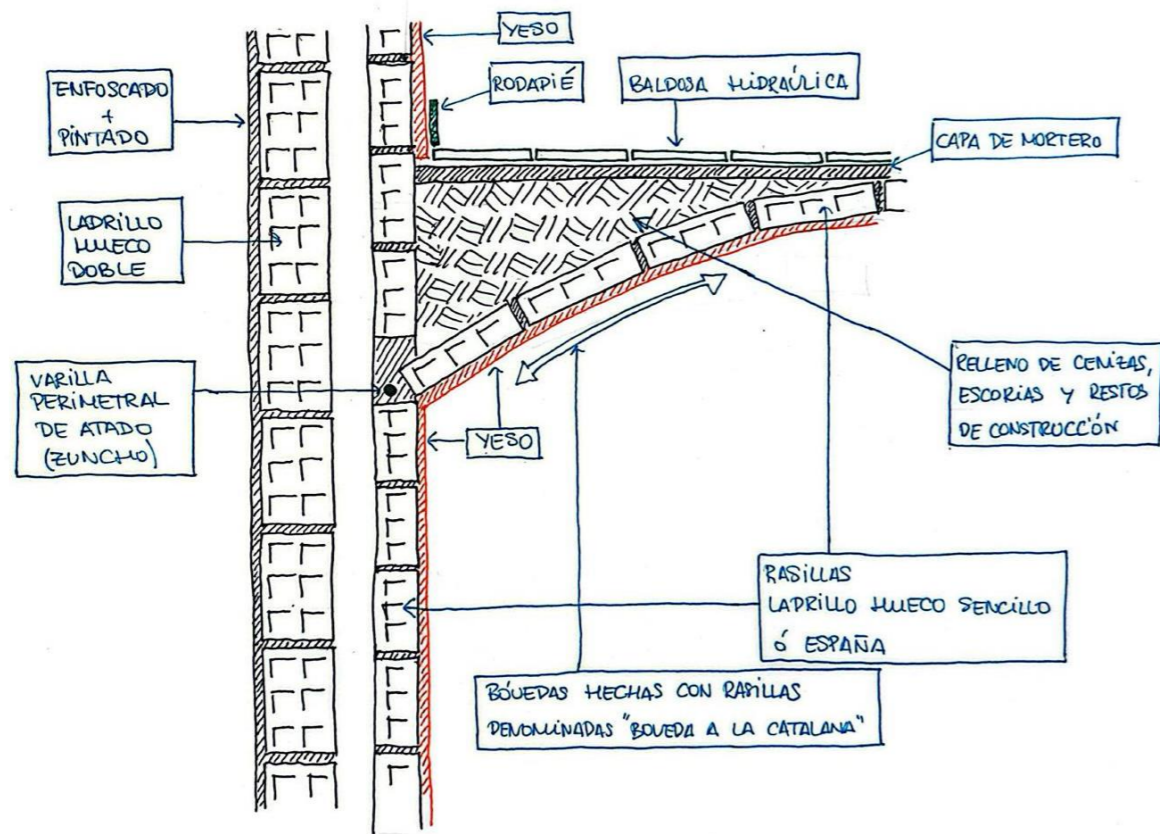 YESO
ENFOSCADO
+
PINTADO
RODAPIÉ
BALDOSA HIDRAÚLICA
CAPA DE MORTERO
LADRILLO
HUECO
DOBLE
VARILLA
PERIMETRAL
DE ATADO
(ZUNCHO)
YESO
RELLENO DE CENIZAS,
ESCORIAS Y RESTOS
DE CONSTRUCCIÓN
RASILLAS
LADRILLO HUECO SENCILLO
ó ESPAÑA
BÓVEDAS HECHAS CON RASILLAS
DENOMINADAS "BOVEDA A LA CATALANA"